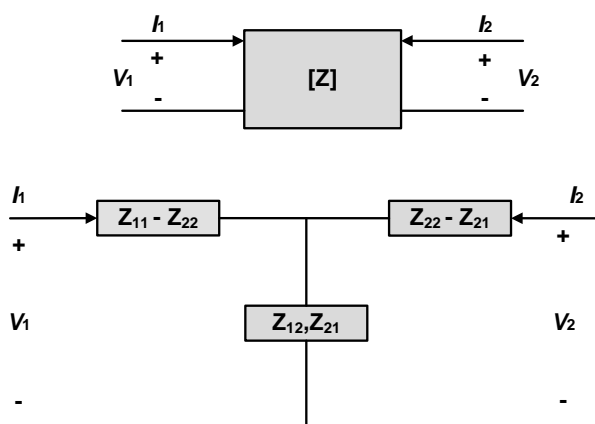 I1 I2
+ +
V1 [Z] V2
- -
I1 I2
Z11 - Z22 Z22 - Z21
+ +
V1 Z12,Z21 V2
- -